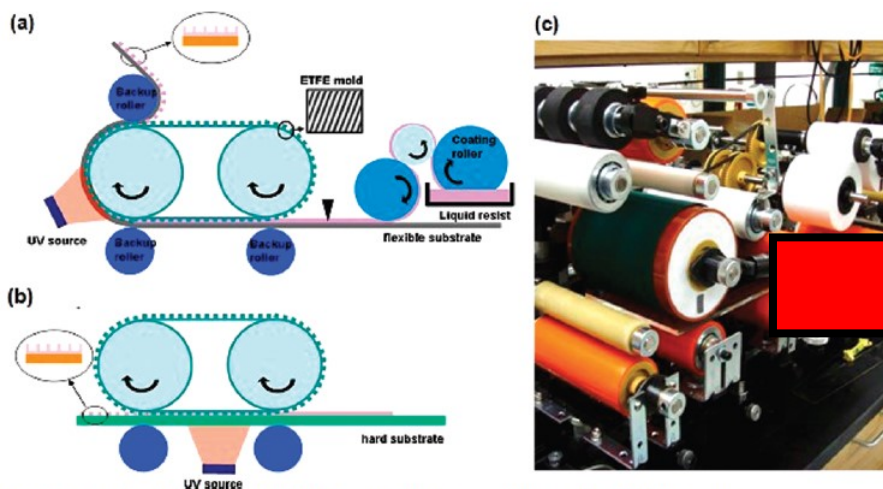 (a)
Backup
roller
ETFE mold
Coating
roller
Liquid resist
UV source
flexible substrate
Backup
roller
Backup
roller
(b)
hard substrate
UV source
(c)